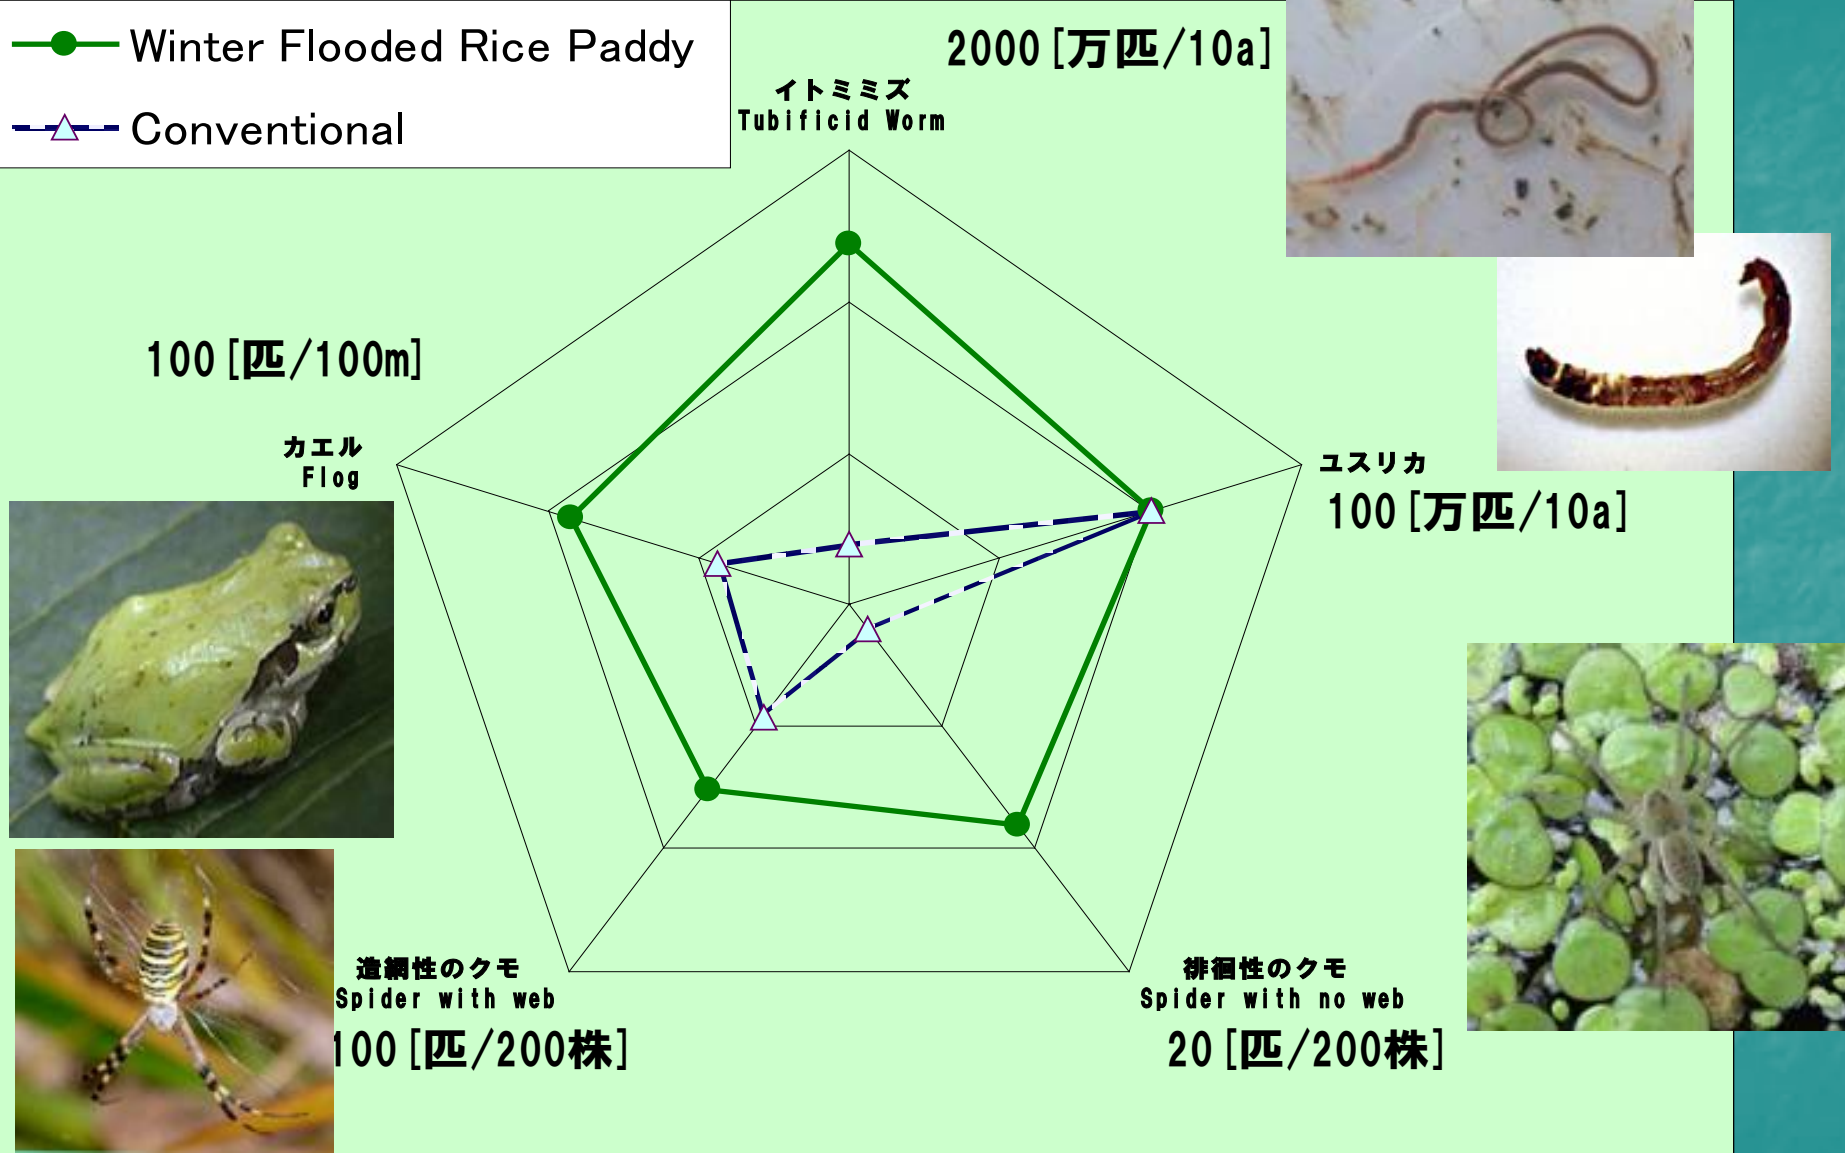 Winter Flooded Rice Paddy
Conventional
2000[万匹/10a]
イトミミズ
Tubificid Worm
100[匹/100m]
カエル
Flog
ユスリカ
100[万匹/10a]
造網性のクモ
Spider with web
100[匹/200株]
徘徊性のクモ
Spider with no web
20[匹/200株]